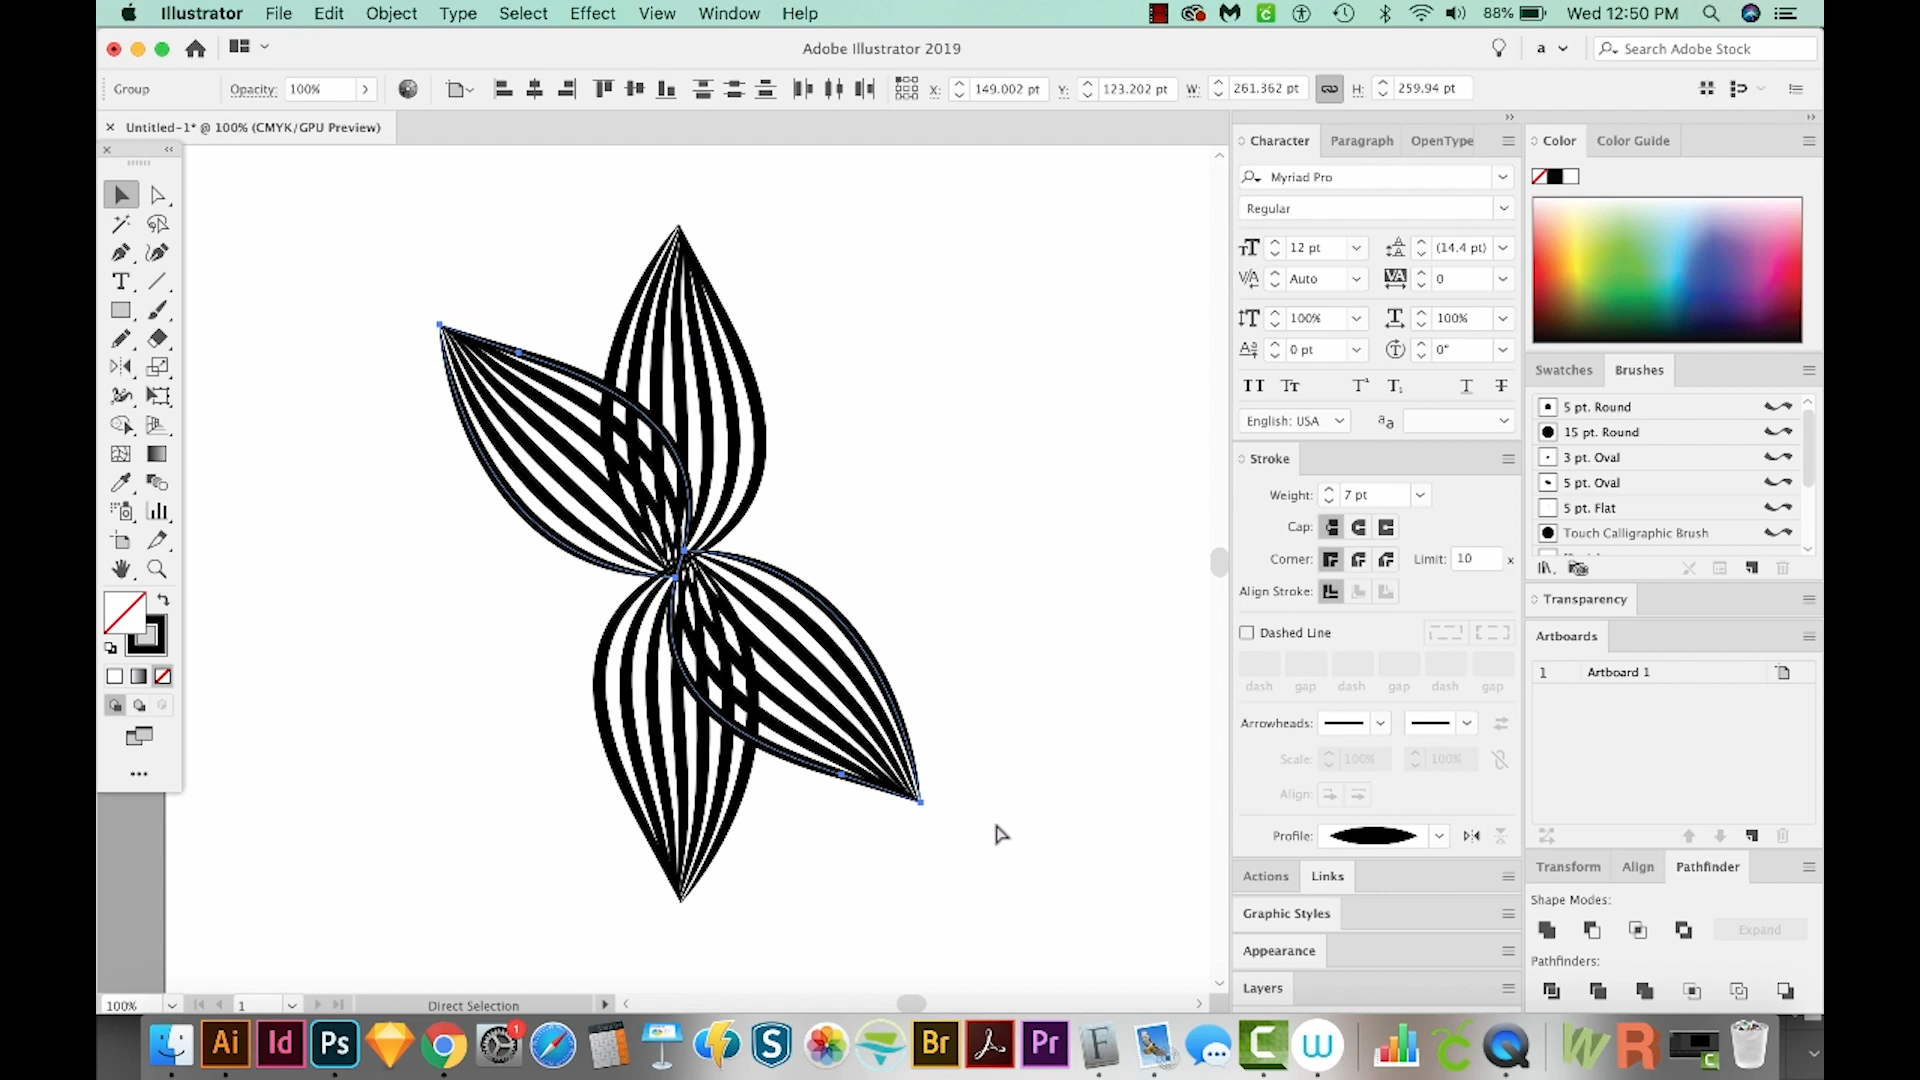 Illustrator File Edit Object Type Select Effect View Window Help 88% Wed 12:50 PM
Adobe Illustrator 2019 a Search Adobe Stock
Group Opacity: 100% X: 149.002 pt Y: 123.202 pt W: 261.362 pt H: 259.94 pt
Untitled-1* @ 100% (CMYK/GPU Preview)
Character Paragraph OpenType
Myriad Pro
Regular
12 pt (14.4 pt)
Auto 0
100% 100%
0 pt 0°
English: USA
Stroke
Weight: 7 pt
Cap:
Corner: Limit: 10 x
Align Stroke:
Dashed Line
dash gap dash gap dash gap
Arrowheads:
Scale: 100% 100%
Align:
Profile:
Actions Links
Graphic Styles
Appearance
Layers
Color Color Guide
Swatches Brushes
5 pt. Round
15 pt. Round
3 pt. Oval
5 pt. Oval
5 pt. Flat
Touch Calligraphic Brush
Transparency
Artboards
1 Artboard 1
Transform Align Pathfinder
Shape Modes:
Expand
Pathfinders:
100% 1 Direct Selection
Ai Id Ps 1 S Br Pr F C W C W R